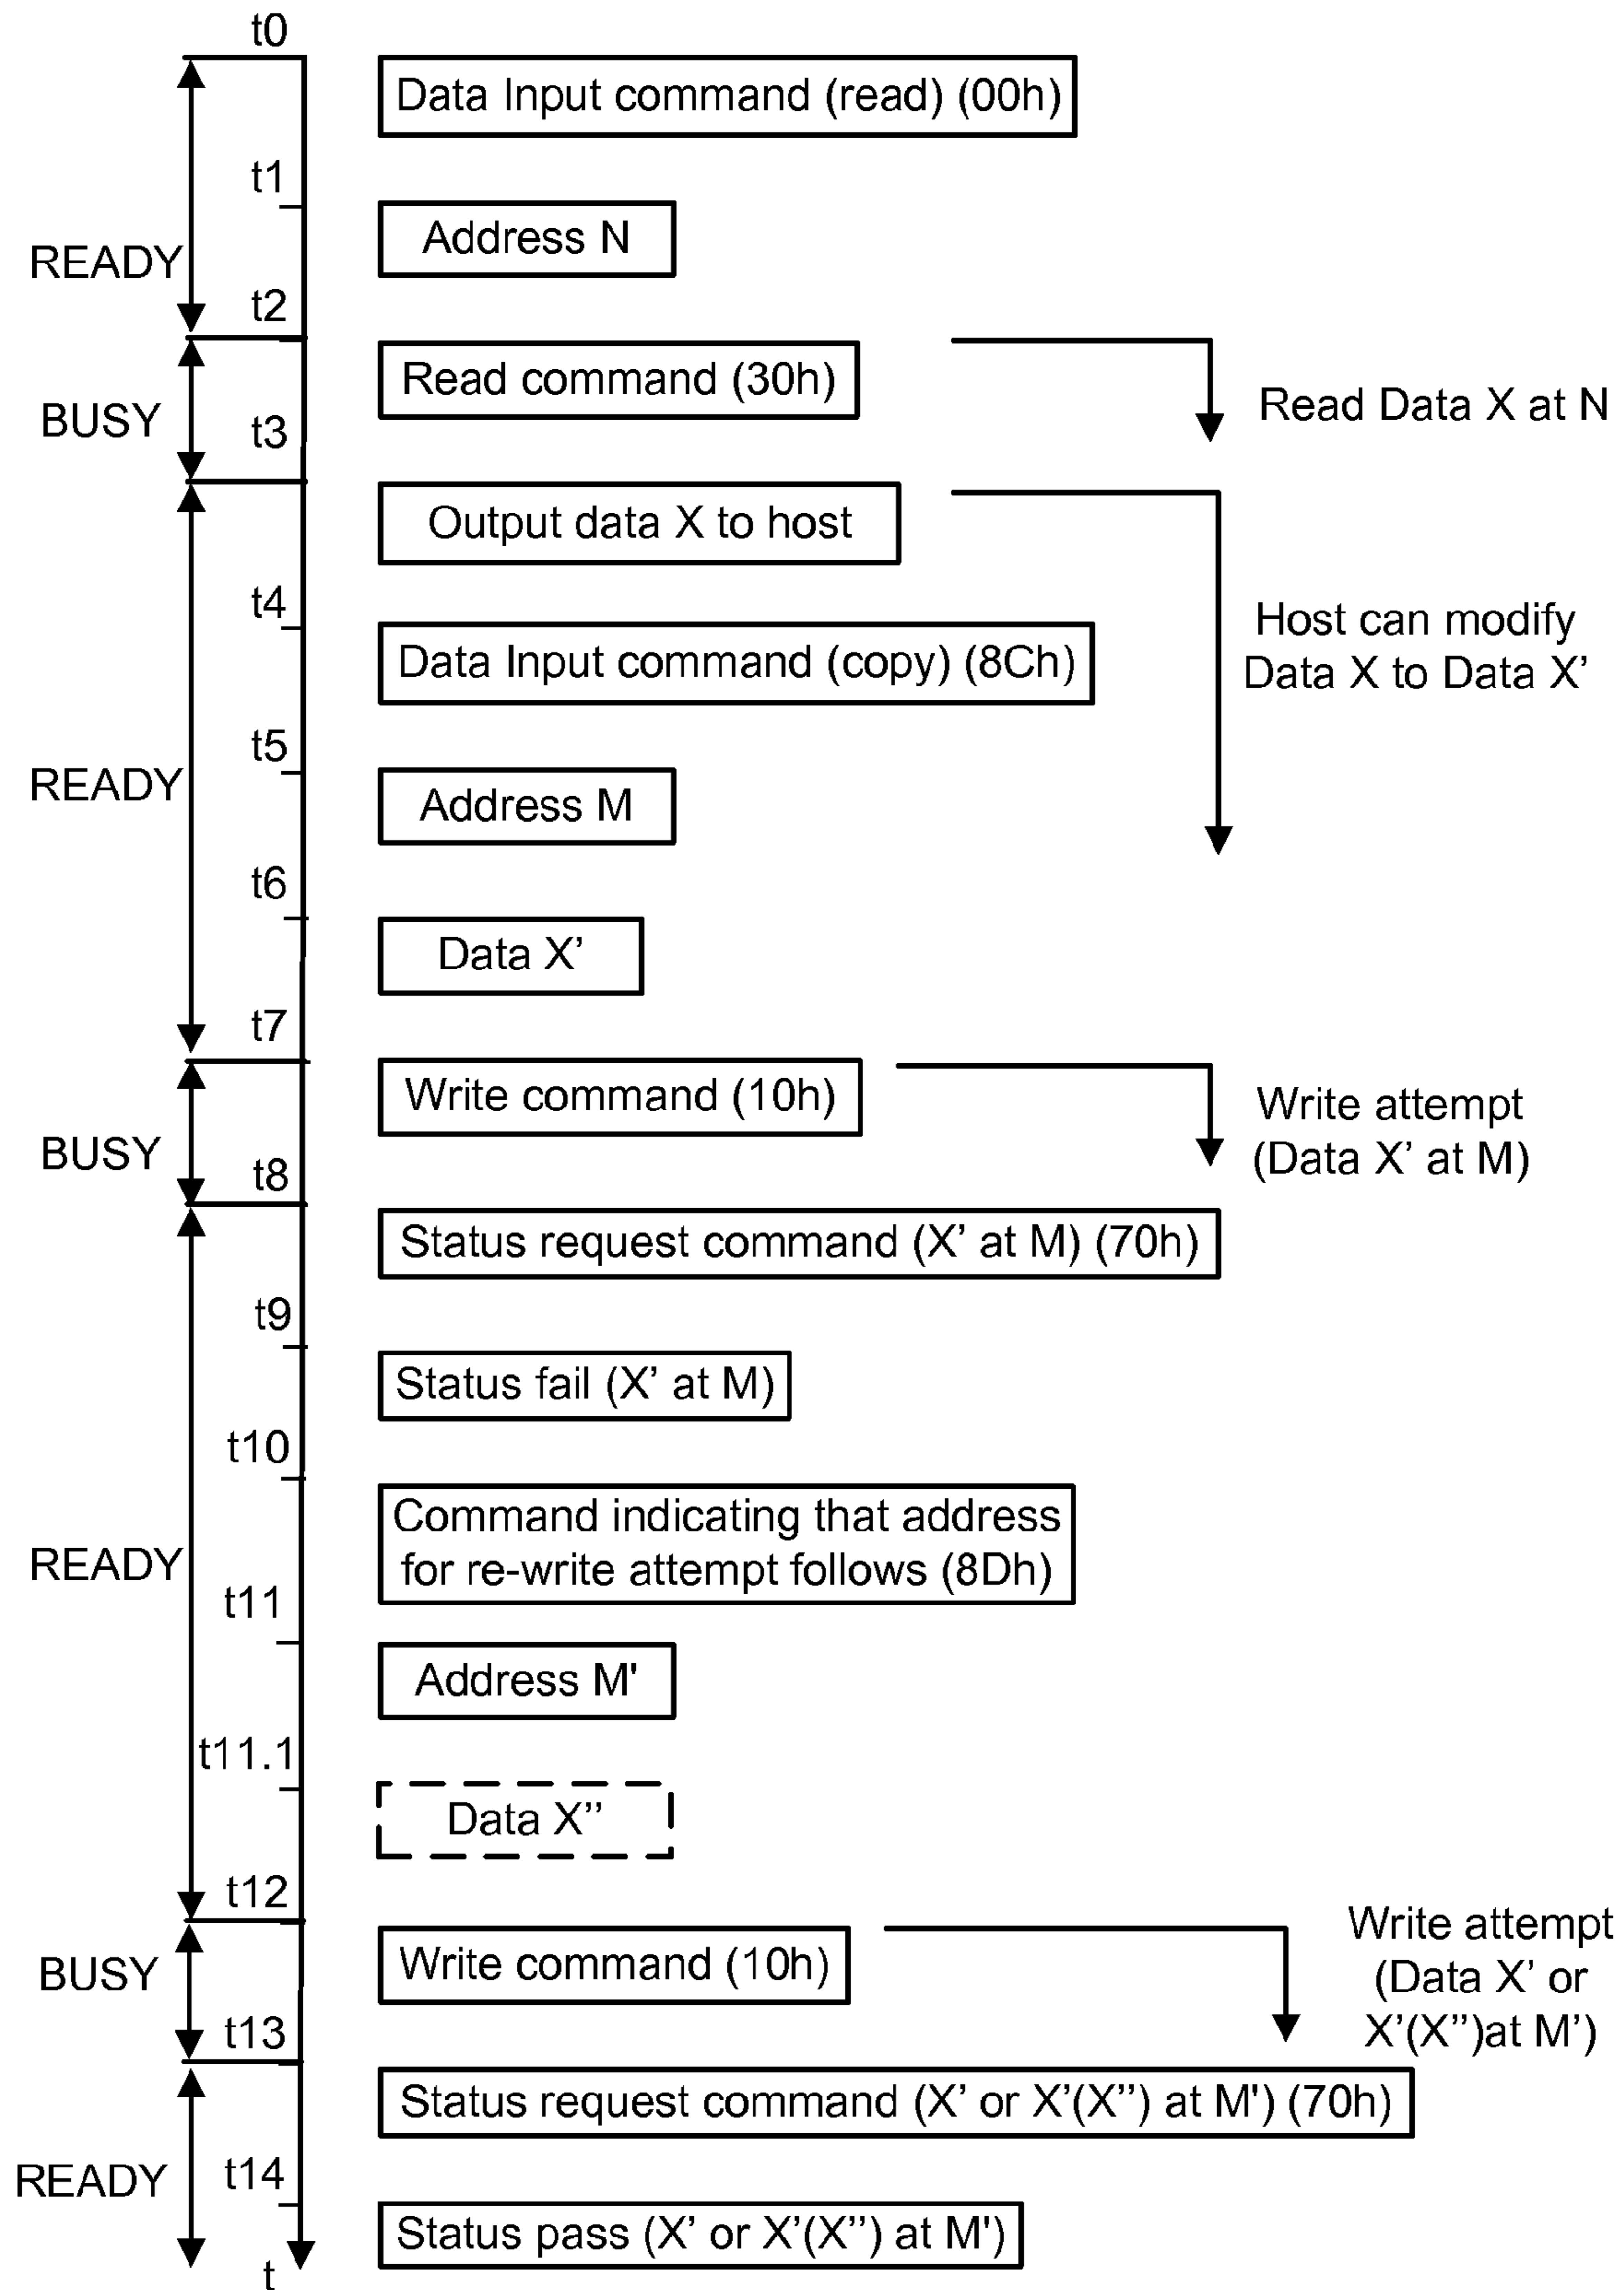 t0
Data Input command (read) (00h)
t1
Address N
READY
t2
Read command (30h)
Read Data X at N
BUSY
t3
Output data X to host
t4
Host can modify
Data X to Data X’
Data Input command (copy) (8Ch)
t5
READY
Address M
t6
Data X’
t7
Write command (10h)
Write attempt
(Data X’ at M)
BUSY
t8
Status request command (X’ at M) (70h)
t9
Status fail (X’ at M)
t10
Command indicating that address
for re-write attempt follows (8Dh)
READY
t11
Address M'
t11.1
Data X’’
t12
Write command (10h)
Write attempt
(Data X’ or
X’(X’’)at M’)
BUSY
t13
Status request command (X’ or X’(X’’) at M') (70h)
READY
t14
Status pass (X’ or X’(X’’) at M')
t